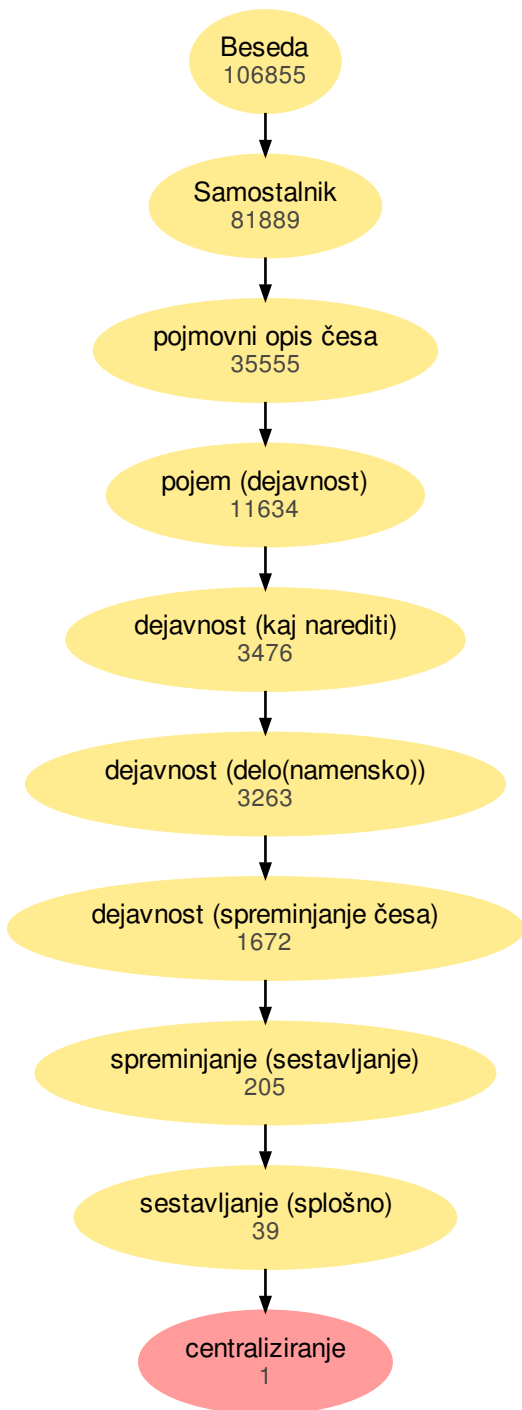 Beseda
106855
Samostalnik
81889
pojmovni opis česa
35555
pojem (dejavnost)
11634
dejavnost (kaj narediti)
3476
dejavnost (delo(namensko))
3263
dejavnost (spreminjanje česa)
1672
spreminjanje (sestavljanje)
205
sestavljanje (splošno)
39
centraliziranje
1